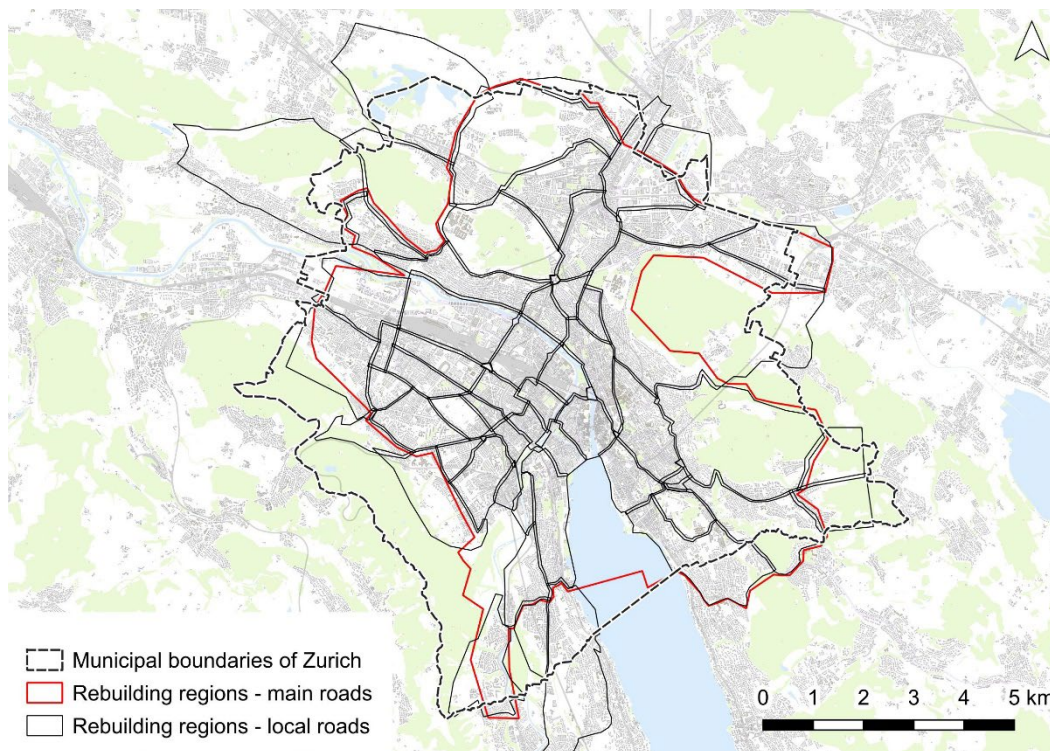 Municipal boundaries of Zurich
Rebuilding regions - main roads
Rebuilding regions - local roads
0 1 2 3 4 5 km